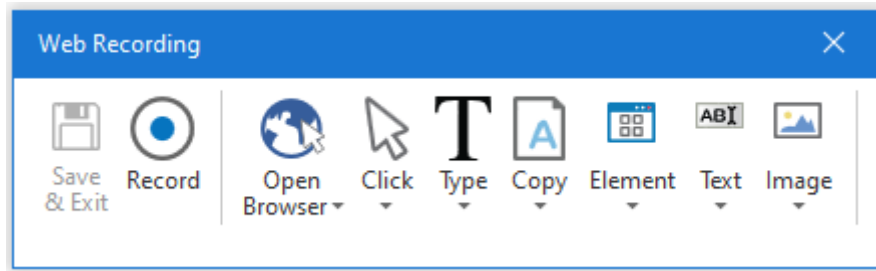 Web Recording
Save
& Exit
Record
Open
Browser
Click
T
Type
A
Copy
Element
ABI
Text
Image